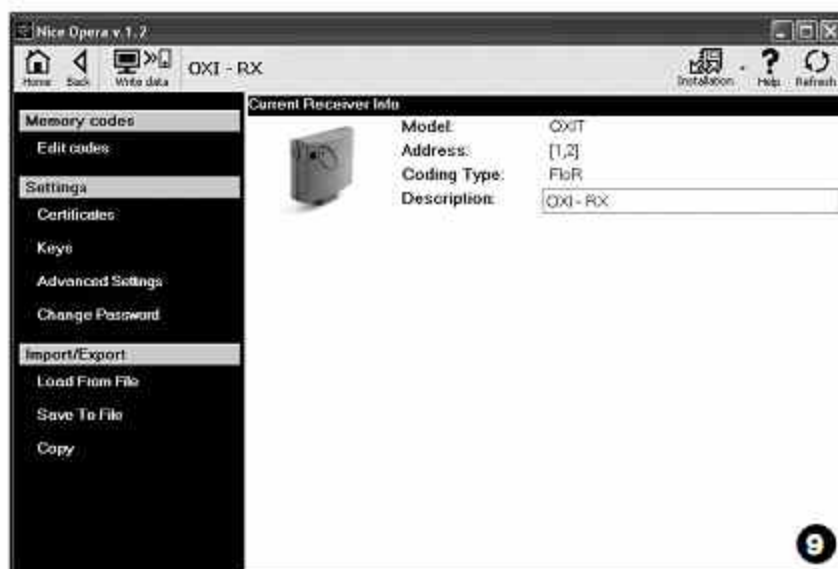 Nice Opera v.1.2
Home Back Write data OXI - RX Installation Help Refresh
Memory codes
Edit codes
Settings
Certificates
Keys
Advanced Settings
Change Password
Import/Export
Load From File
Save To File
Copy
Current Receiver Info
Model: OXIT
Address: [1,2]
Coding Type: FloR
Description: OXI - RX
9